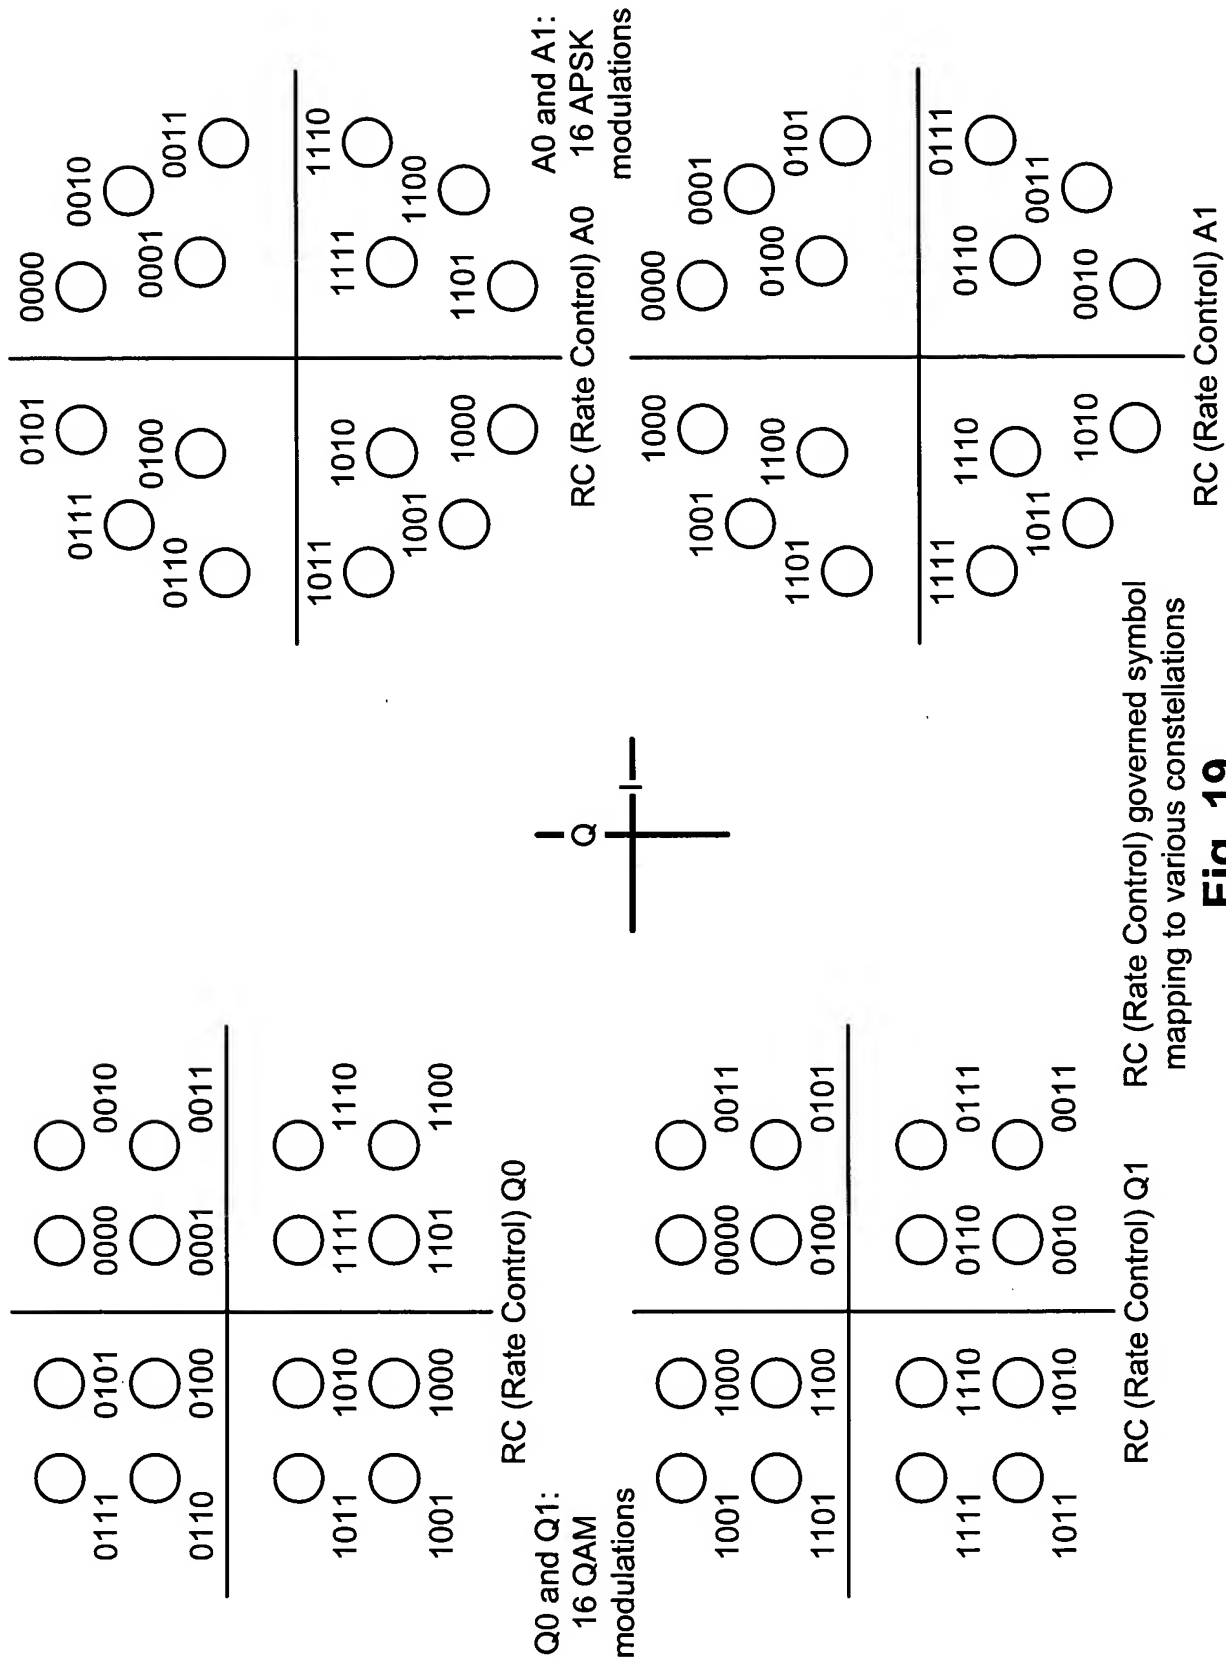 0111 0101 0000 0010
0110 0100 0001 0011
1011 1010 1111 1110
1001 1000 1101 1100
RC (Rate Control) Q0
0101 0000
0111 0010
0100 0001
0110 0011
1011 1010 1111 1110
1001 1100
1000 1101
RC (Rate Control) A0
Q0 and Q1:
16 QAM
modulations
Q
I
A0 and A1:
16 APSK
modulations
1001 1000 0000 0011
1101 1100 0100 0101
1111 1110 0110 0111
1011 1010 0010 0011
RC (Rate Control) Q1
1000 0000
1001 0001
1100 0100
1101 0101
1111 1110 0110 0111
1011 0011
1010 0010
RC (Rate Control) A1
RC (Rate Control) governed symbol
mapping to various constellations
Fig. 19